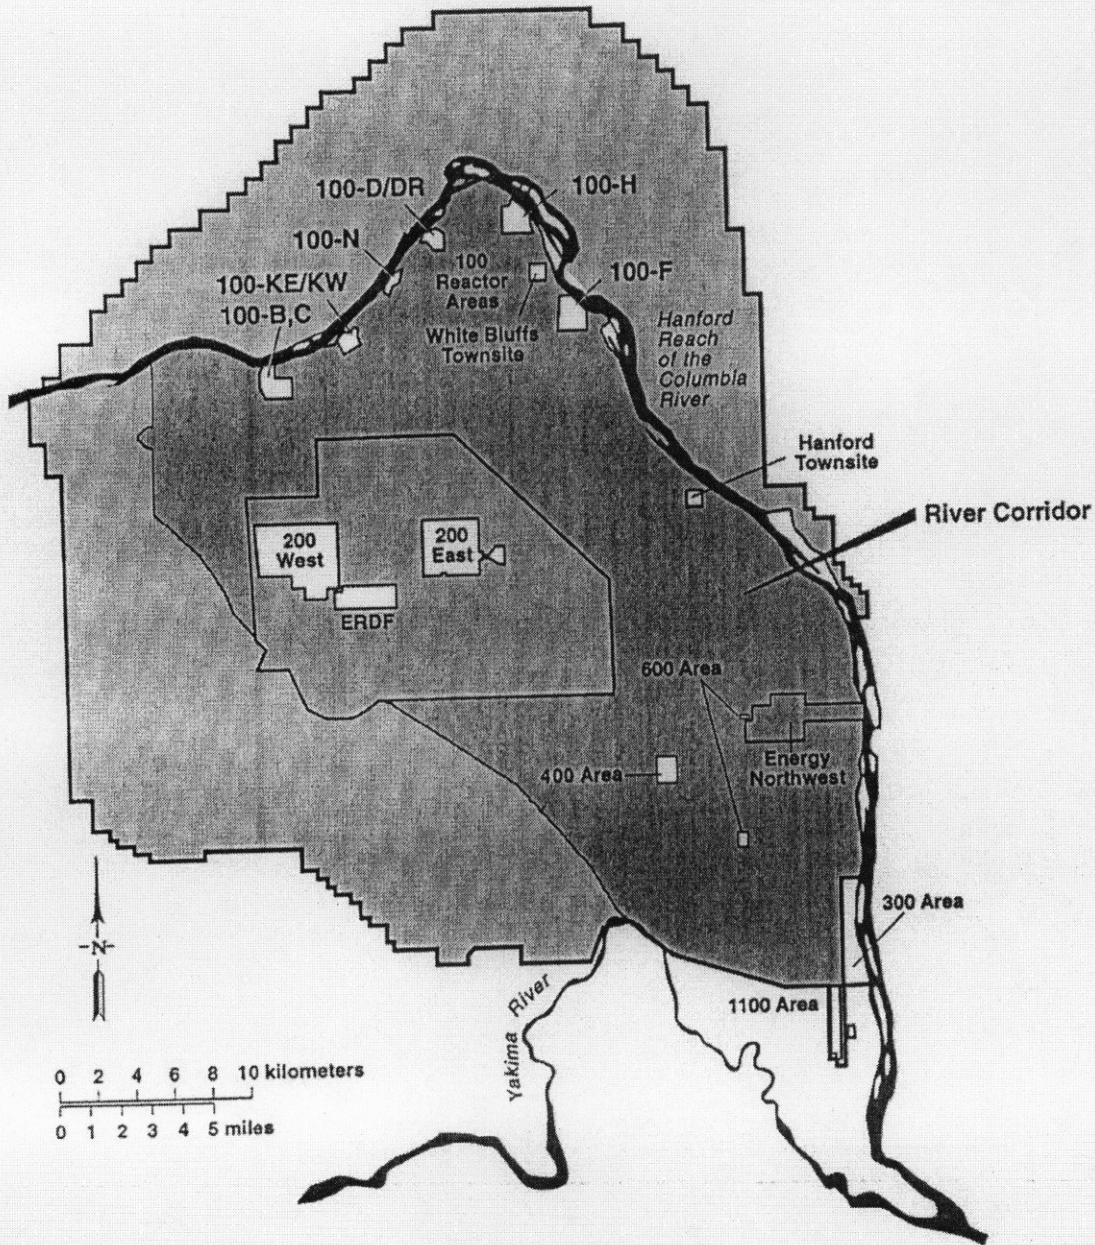 100-D/DR
100-H
100-N
100
Reactor
Areas
100-F
100-KE/KW
100-B,C
White Bluffs
Townsite
Hanford
Reach
of the
Columbia
River
Hanford
Townsite
River Corridor
200
West
200
East
ERDF
600 Area
Energy
Northwest
400 Area
300 Area
N
1100 Area
Yakima River
0 2 4 6 8 10 kilometers
0 1 2 3 4 5 miles